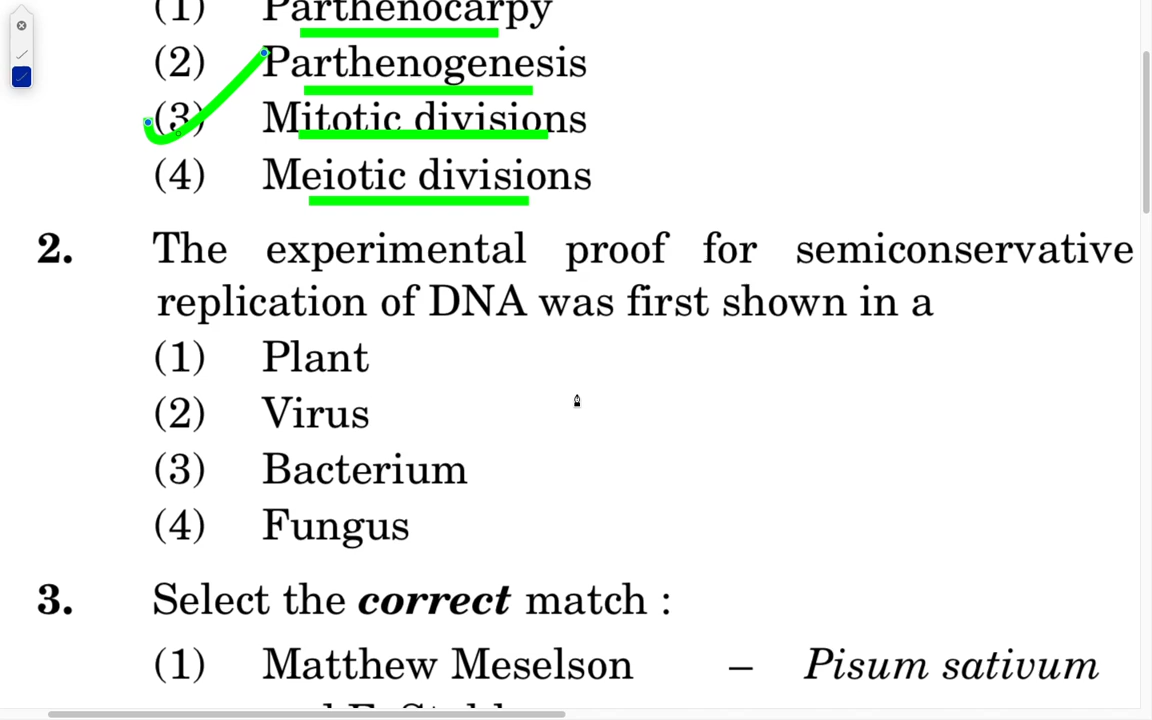 (1) Parthenocarpy
(2) Parthenogenesis
(3) Mitotic divisions
(4) Meiotic divisions
2. The experimental proof for semiconservative
replication of DNA was first shown in a
(1) Plant
(2) Virus
(3) Bacterium
(4) Fungus
3. Select the correct match :
(1) Matthew Meselson – Pisum sativum